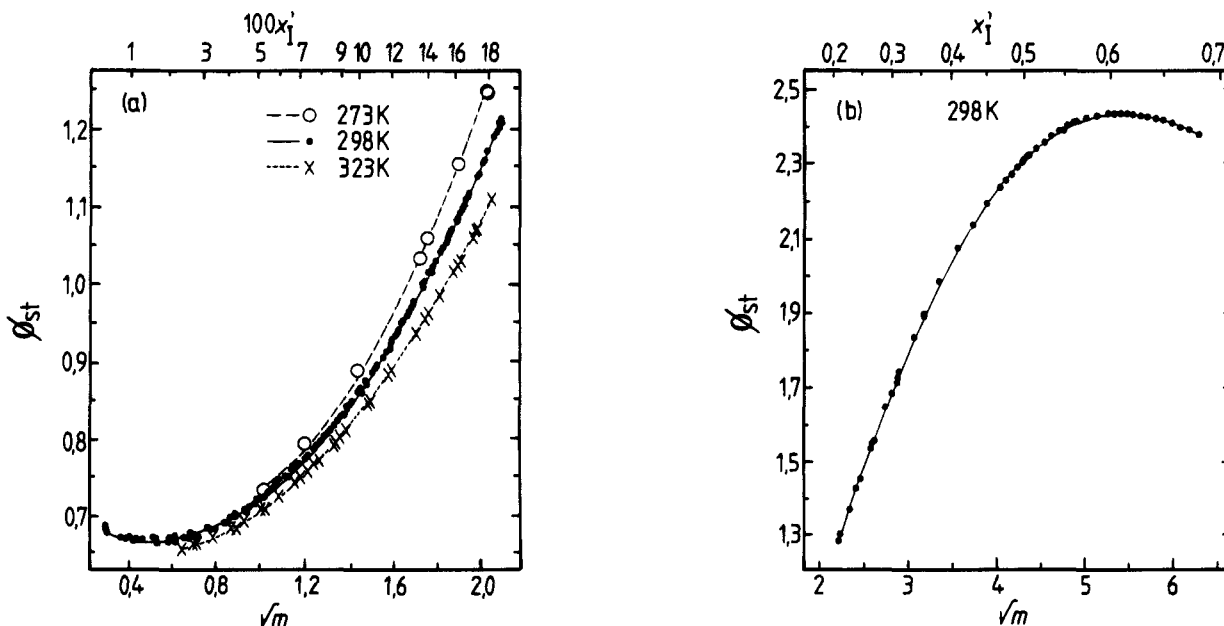 100x'I
1 3 5 7 9 10 12 14 16 18
(a)
273K
298K
323K
1,2
1,1
1,0
0,9
0,8
0,7
Øst
0,4 0,8 1,2 1,6 2,0
√m
x'I
0,2 0,3 0,4 0,5 0,6 0,7
(b) 298K
2,5
2,3
2,1
1,9
1,7
1,5
1,3
Øst
2 3 4 5 6
√m